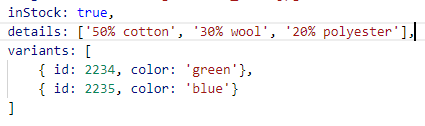 inStock: true,
details: ['50% cotton', '30% wool', '20% polyester'],
variants: [
{ id: 2234, color: 'green'},
{ id: 2235, color: 'blue'}
]